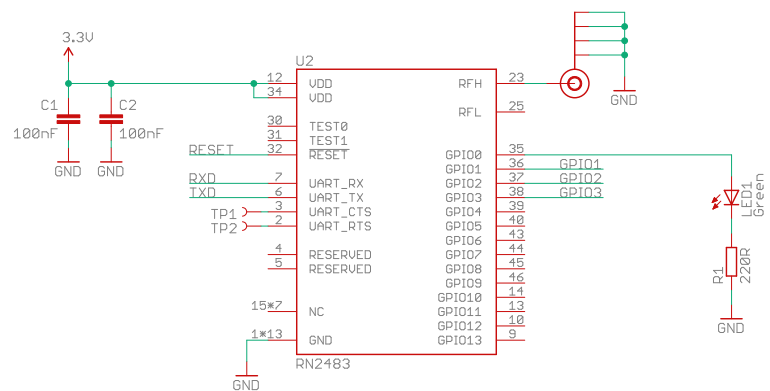 3.3V
C1
100nF
C2
100nF
GND
GND
U2
12
VDD
34
VDD
30
TEST0
31
TEST1
RESET
32
RESET
RXD
7
UART_RX
TXD
6
UART_TX
TP1
3
UART_CTS
TP2
2
UART_RTS
4
RESERVED
5
RESERVED
15*7
NC
1*13
GND
GND
RN2483
RFH
23
RFL
25
GND
GPIO0
35
GPIO1
36
GPIO1
GPIO2
37
GPIO2
GPIO3
38
GPIO3
GPIO4
39
GPIO5
40
GPIO6
43
GPIO7
44
GPIO8
45
GPIO9
46
GPIO10
14
GPIO11
13
GPIO12
10
GPIO13
9
LED1
Green
R1
220R
GND